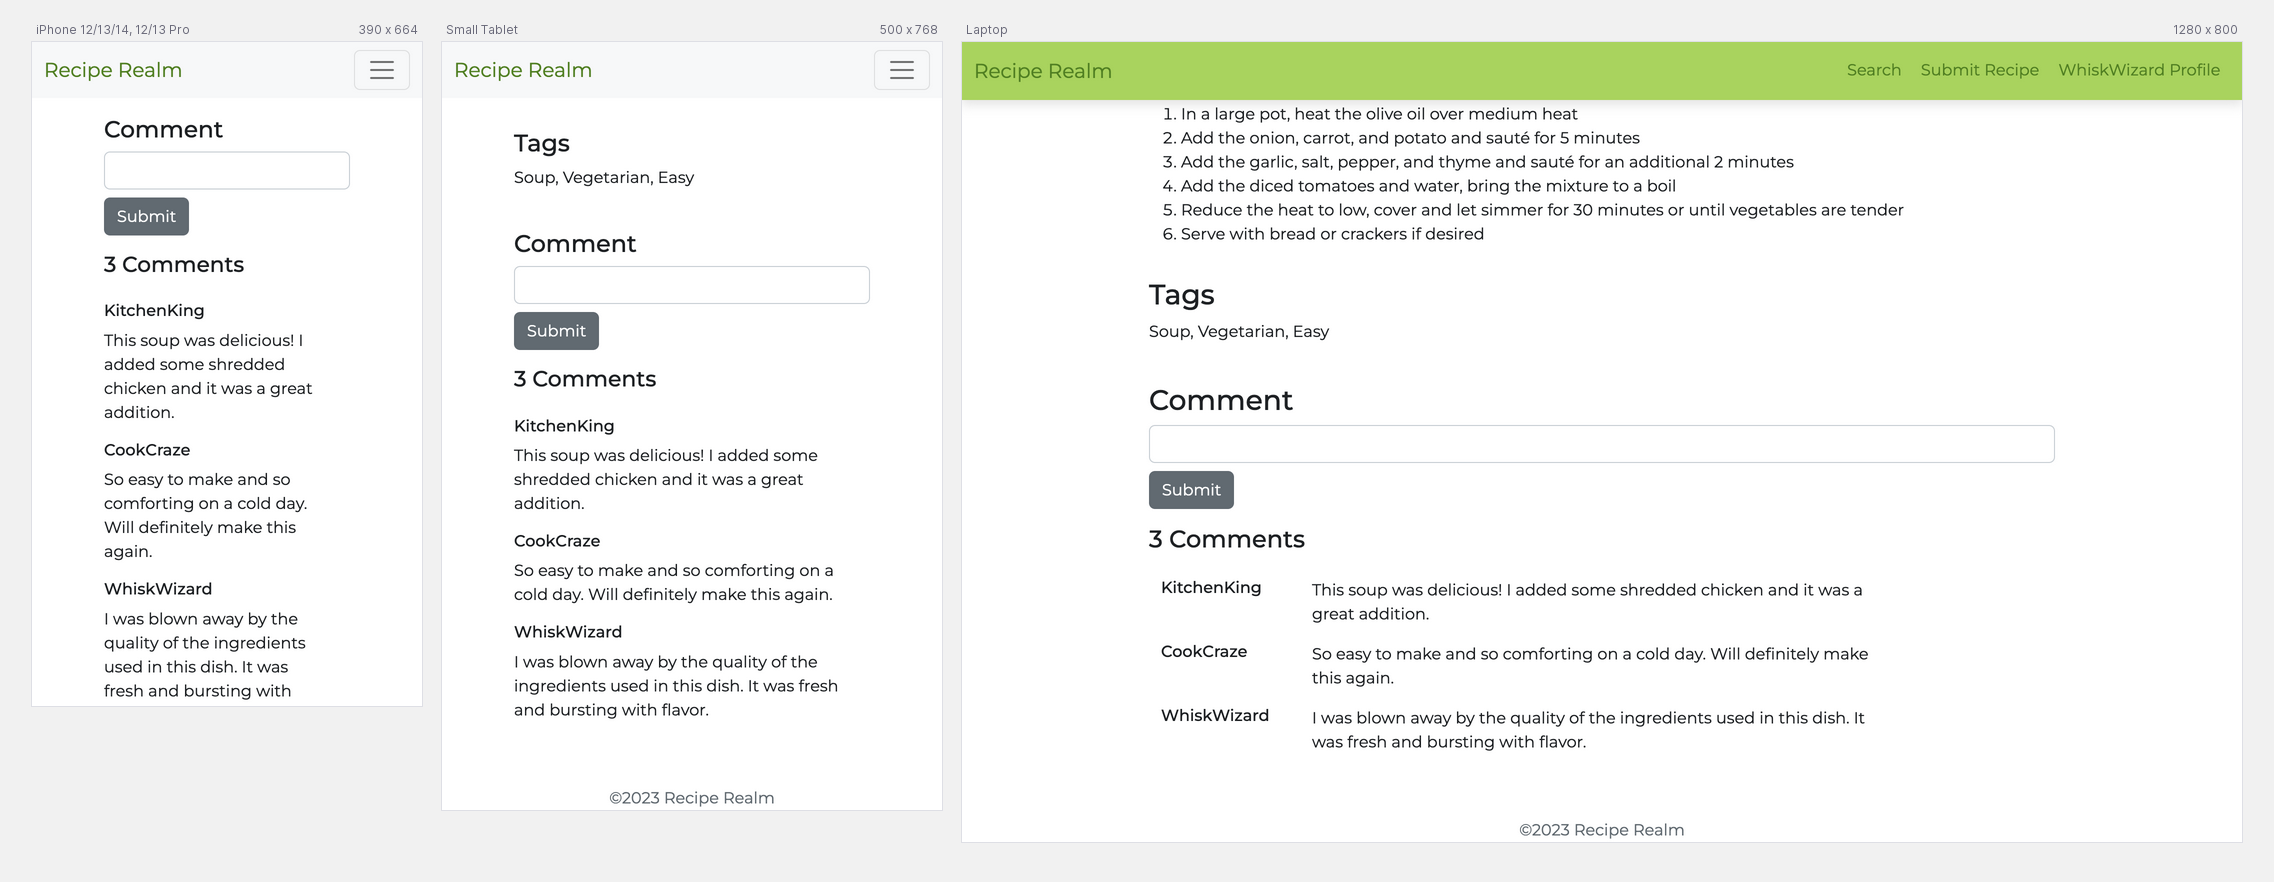 iPhone 12/13/14, 12/13 Pro 390 x 664
Recipe Realm
Comment
Submit
3 Comments
KitchenKing
This soup was delicious! I
added some shredded
chicken and it was a great
addition.
CookCraze
So easy to make and so
comforting on a cold day.
Will definitely make this
again.
WhiskWizard
I was blown away by the
quality of the ingredients
used in this dish. It was
fresh and bursting with
Small Tablet 500 x 768
Recipe Realm
Tags
Soup, Vegetarian, Easy
Comment
Submit
3 Comments
KitchenKing
This soup was delicious! I added some
shredded chicken and it was a great
addition.
CookCraze
So easy to make and so comforting on a
cold day. Will definitely make this again.
WhiskWizard
I was blown away by the quality of the
ingredients used in this dish. It was fresh
and bursting with flavor.
©2023 Recipe Realm
Laptop 1280 x 800
Recipe Realm Search Submit Recipe WhiskWizard Profile
1. In a large pot, heat the olive oil over medium heat
2. Add the onion, carrot, and potato and sauté for 5 minutes
3. Add the garlic, salt, pepper, and thyme and sauté for an additional 2 minutes
4. Add the diced tomatoes and water, bring the mixture to a boil
5. Reduce the heat to low, cover and let simmer for 30 minutes or until vegetables are tender
6. Serve with bread or crackers if desired
Tags
Soup, Vegetarian, Easy
Comment
Submit
3 Comments
KitchenKing This soup was delicious! I added some shredded chicken and it was a
great addition.
CookCraze So easy to make and so comforting on a cold day. Will definitely make
this again.
WhiskWizard I was blown away by the quality of the ingredients used in this dish. It
was fresh and bursting with flavor.
©2023 Recipe Realm